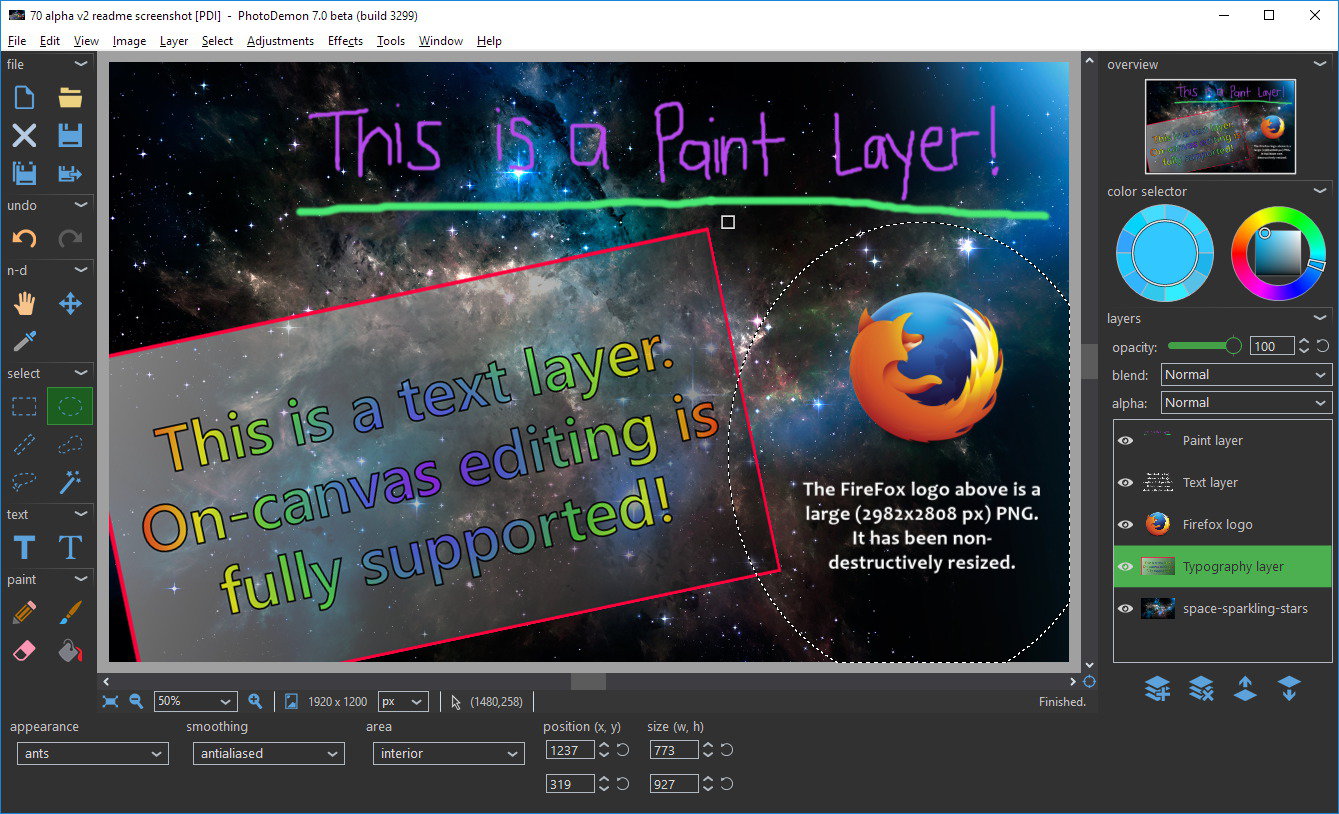 70 alpha v2 readme screenshot [PDI] - PhotoDemon 7.0 beta (build 3299)
File Edit View Image Layer Select Adjustments Effects Tools Window Help
file
undo
n-d
select
text
T T
paint
This is a Paint Layer!
This is a text layer.
On-canvas editing is
fully supported!
The FireFox logo above is a
large (2982x2808 px) PNG.
It has been non-
destructively resized.
overview
color selector
layers
opacity: 100
blend: Normal
alpha: Normal
Paint layer
Text layer
Firefox logo
Typography layer
space-sparkling-stars
50% 1920 x 1200 px (1480,258) Finished.
appearance smoothing area position (x, y) size (w, h)
ants antialiased interior 1237 773
319 927